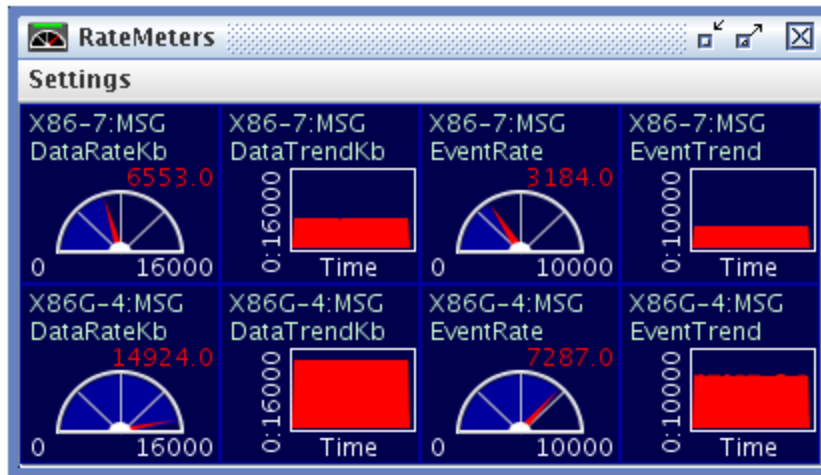 RateMeters
Settings
X86-7:MSG
DataRateKb
6553.0
0 16000
X86-7:MSG
DataTrendKb
0:16000
Time
X86-7:MSG
EventRate
3184.0
0 10000
X86-7:MSG
EventTrend
0:10000
Time
X86G-4:MSG
DataRateKb
14924.0
0 16000
X86G-4:MSG
DataTrendKb
0:16000
Time
X86G-4:MSG
EventRate
7287.0
0 10000
X86G-4:MSG
EventTrend
0:10000
Time